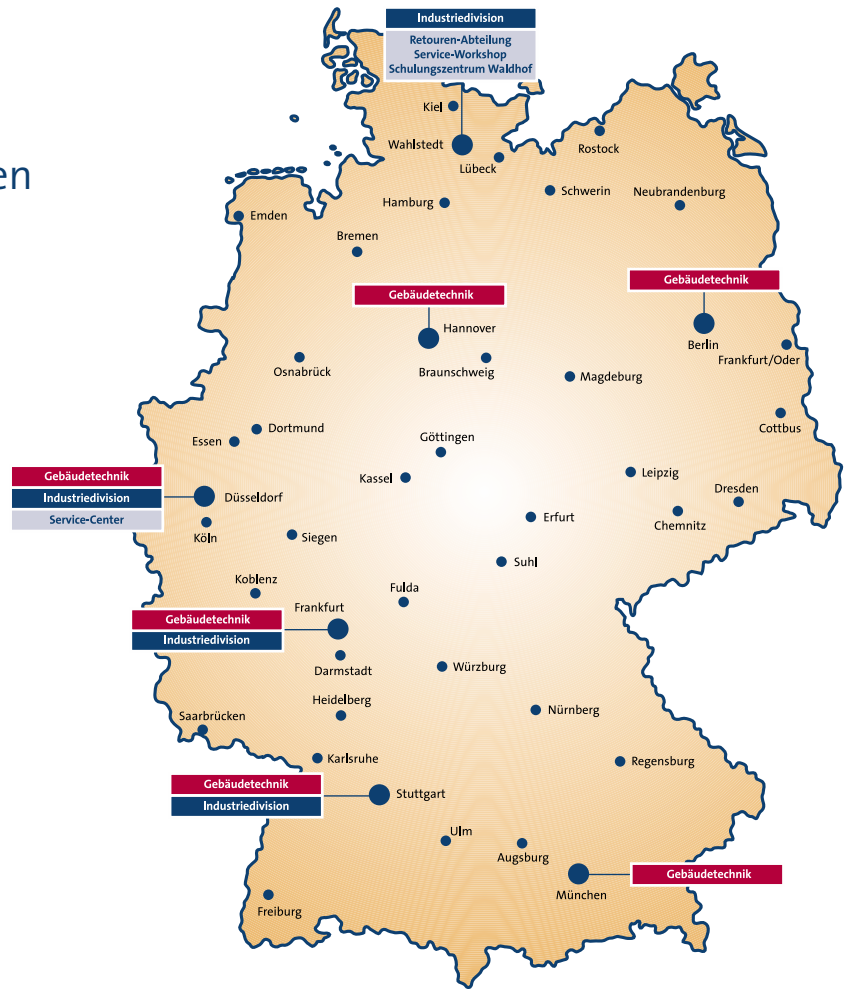 Industriedivision
Retouren-Abteilung
Service-Workshop
Schulungszentrum Waldhof
Kiel
Wahlstedt
Lübeck
Rostock
en
Hamburg
Schwerin
Neubrandenburg
Emden
Bremen
Gebäudetechnik
Gebäudetechnik
Hannover
Berlin
Osnabrück
Braunschweig
Frankfurt/Oder
Magdeburg
Dortmund
Essen
Göttingen
Cottbus
Kassel
Leipzig
Gebäudetechnik
Industriedivision
Service-Center
Düsseldorf
Dresden
Köln
Siegen
Erfurt
Chemnitz
Suhl
Koblenz
Fulda
Frankfurt
Gebäudetechnik
Industriedivision
Darmstadt
Würzburg
Heidelberg
Nürnberg
Saarbrücken
Karlsruhe
Regensburg
Gebäudetechnik
Industriedivision
Stuttgart
Ulm
Augsburg
Gebäudetechnik
München
Freiburg